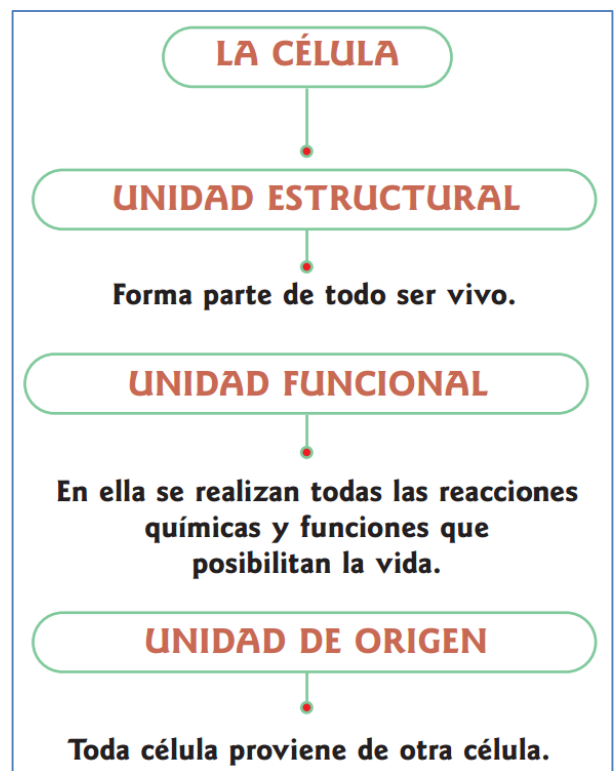 LA CÉLULA
UNIDAD ESTRUCTURAL
Forma parte de todo ser vivo.
UNIDAD FUNCIONAL
En ella se realizan todas las reacciones
químicas y funciones que
posibilitan la vida.
UNIDAD DE ORIGEN
Toda célula proviene de otra célula.